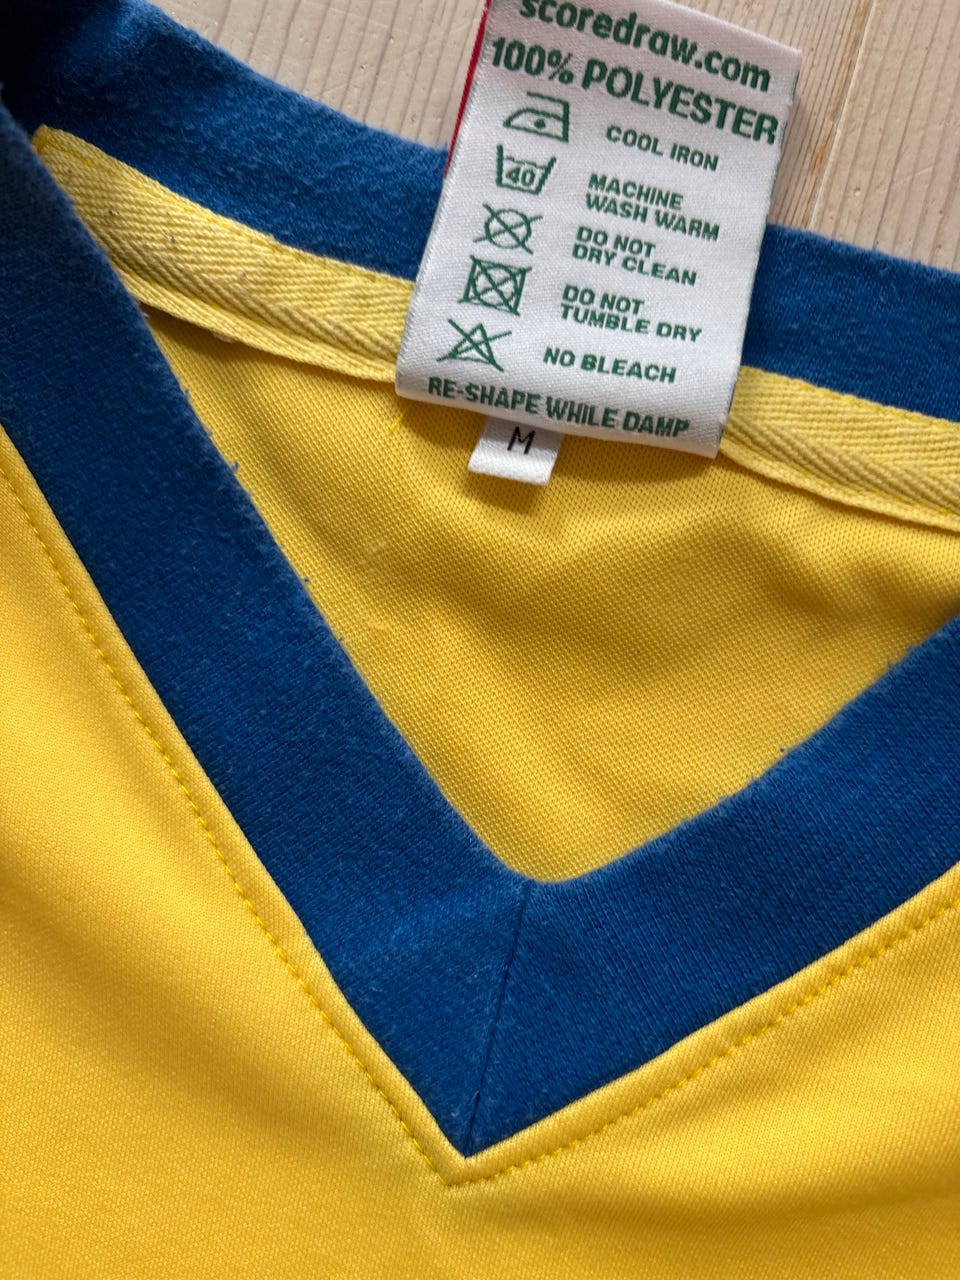 scoredraw.com
100% POLYESTER
COOL IRON
40
MACHINE
WASH WARM
DO NOT
DRY CLEAN
DO NOT
TUMBLE DRY
NO BLEACH
RE-SHAPE WHILE DAMP
M